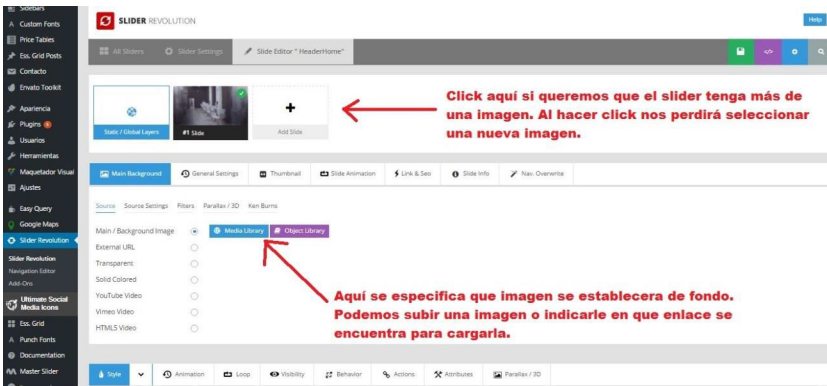 Sidebars
Custom Fonts
Price Tables
Ess. Grid Posts
Contacto
Envato Toolkit
Apariencia
Plugins
Usuarios
Herramientas
Maquetador Visual
Ajustes
Easy Query
Google Maps
Slider Revolution
Slider Revolution
Navigation Editor
Add-Ons
Ultimate Social
Media Icons
Ess. Grid
Punch Fonts
Documentation
Master Slider
SLIDER REVOLUTION
Help
All Sliders Slider Settings Slide Editor " HeaderHome"
Static / Global Layers #1 Slide Add Slide
Click aquí si queremos que el slider tenga más de
una imagen. Al hacer click nos perdirá seleccionar
una nueva imagen.
Main Background General Settings Thumbnail Slide Animation Link & Seo Slide Info Nav. Overwrite
Source Source Settings Filters Parallax / 3D Ken Burns
Main / Background Image Media Library Object Library
External URL
Transparent
Solid Colored
YouTube Video
Vimeo Video
HTML5 Video
Aquí se especifica que imagen se establecera de fondo.
Podemos subir una imagen o indicarle en que enlace se
encuentra para cargarla.
Style Animation Loop Visibility Behavior Actions Attributes Parallax / 3D